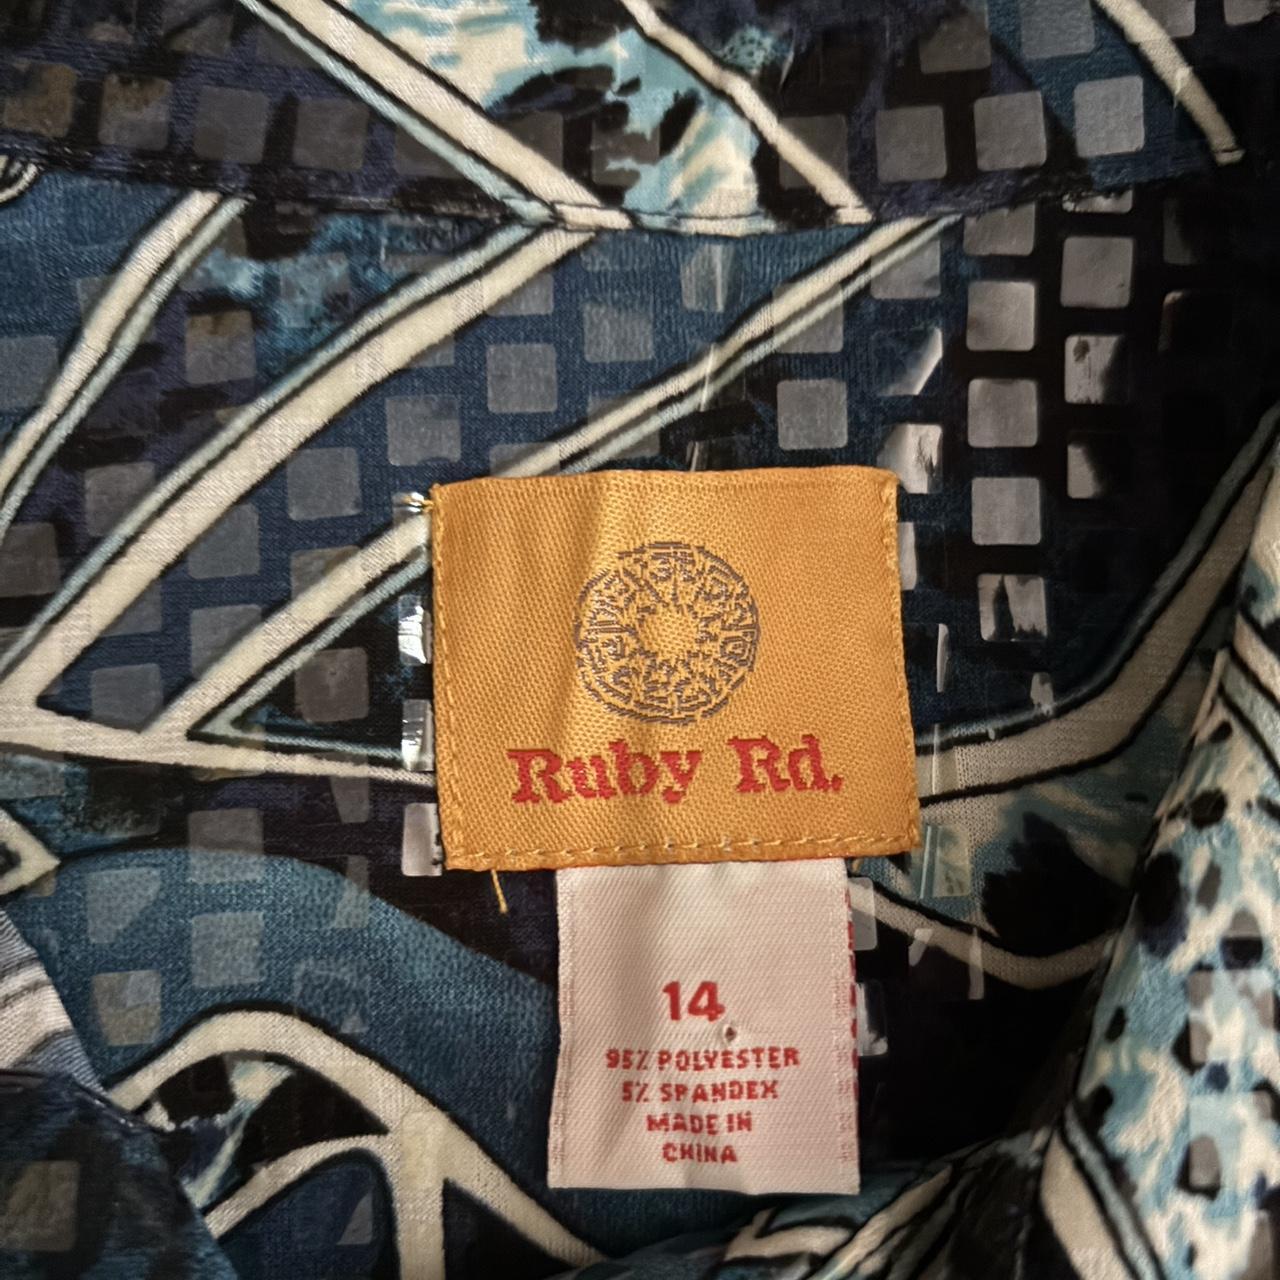 Ruby Rd.
14
95% POLYESTER
5% SPANDEX
MADE IN
CHINA